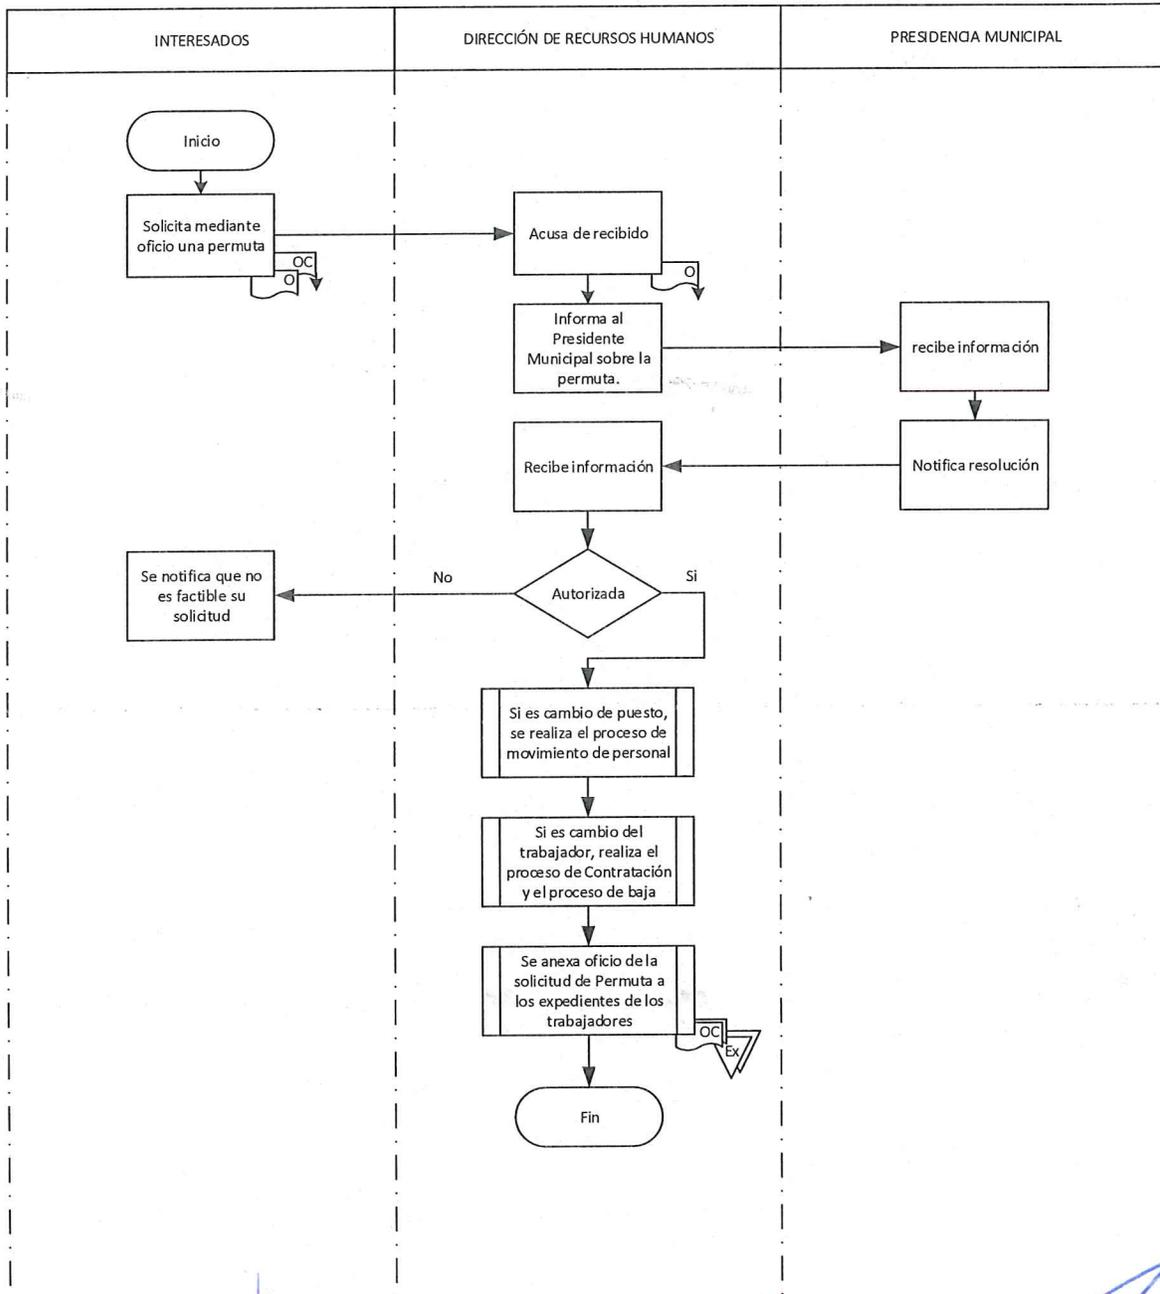 INTERESADOS
DIRECCIÓN DE RECURSOS HUMANOS
PRESIDENCIA MUNICIPAL
Inicio
Solicita mediante
oficio una permuta
OC
O
Acusa de recibido
O
Informa al
Presidente
Municipal sobre la
permuta.
recibe información
Notifica resolución
Recibe información
Autorizada
No
Si
Se notifica que no
es factible su
solicitud
Si es cambio de puesto,
se realiza el proceso de
movimiento de personal
Si es cambio del
trabajador, realiza el
proceso de Contratación
y el proceso de baja
Se anexa oficio de la
solicitud de Permuta a
los expedientes de los
trabajadores
OC
Ex
Fin